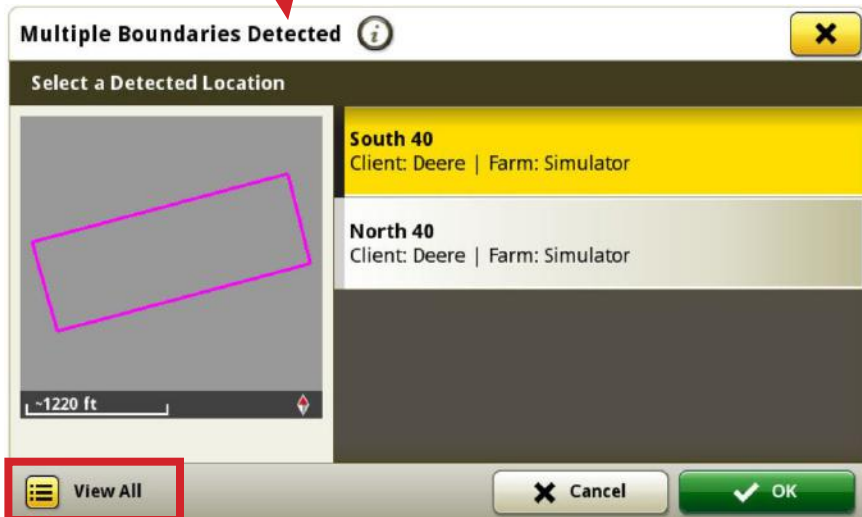 Multiple Boundaries Detected
Select a Detected Location
South 40
Client: Deere | Farm: Simulator
North 40
Client: Deere | Farm: Simulator
~1220 ft
View All
Cancel
OK